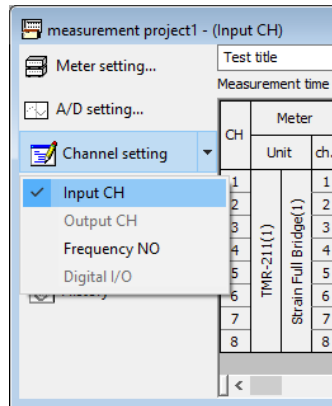 measurement project1 - (Input CH)
Meter setting...
A/D setting...
Channel setting
Input CH
Output CH
Frequency NO
Digital I/O
History
Test title
Measurement time
CH
Meter
Unit
ch.
1
2
3
4
5
6
7
8
TMR-211(1)
Strain Full Bridge(1)
1
2
3
4
5
6
7
8